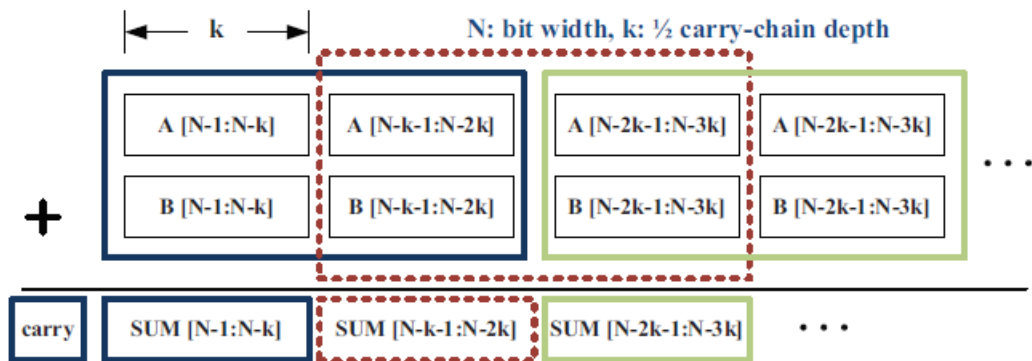 k
N: bit width, k: ½ carry-chain depth
A [N-1:N-k] A [N-k-1:N-2k] A [N-2k-1:N-3k] A [N-2k-1:N-3k]
...
B [N-1:N-k] B [N-k-1:N-2k] B [N-2k-1:N-3k] B [N-2k-1:N-3k]
+
carry SUM [N-1:N-k] SUM [N-k-1:N-2k] SUM [N-2k-1:N-3k] ...